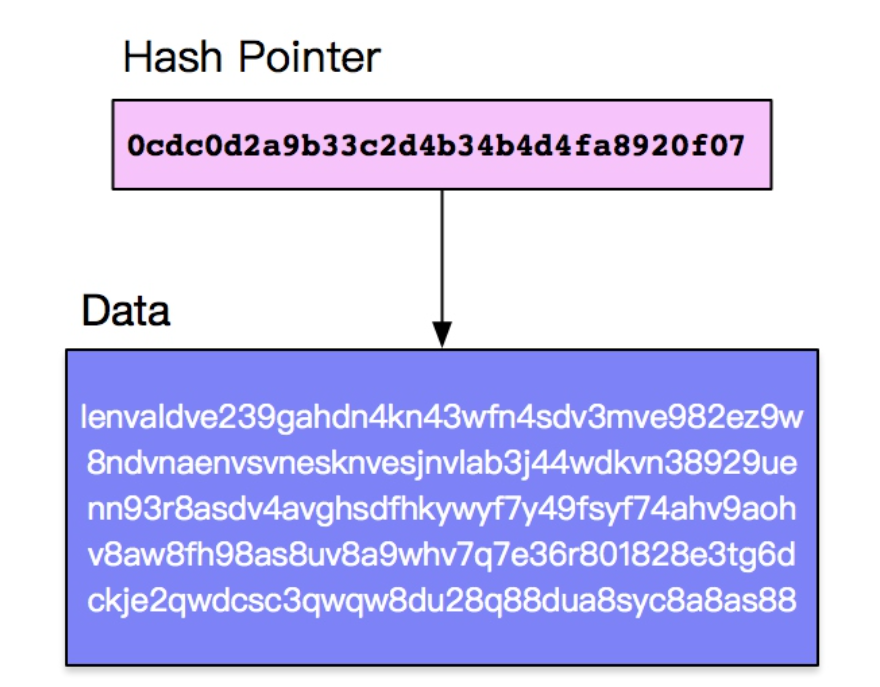 Hash Pointer
0cdc0d2a9b33c2d4b34b4d4fa8920f07
Data
lenvaldve239gahdn4kn43wfn4sdv3mve982ez9w
8ndvnaenvsvnesknvesjnvlab3j44wdkvn38929ue
nn93r8asdv4avghsdfhkywyf7y49fsyf74ahv9aoh
v8aw8fh98as8uv8a9whv7q7e36r801828e3tg6d
ckje2qwdcsc3qwqw8du28q88dua8syc8a8as88